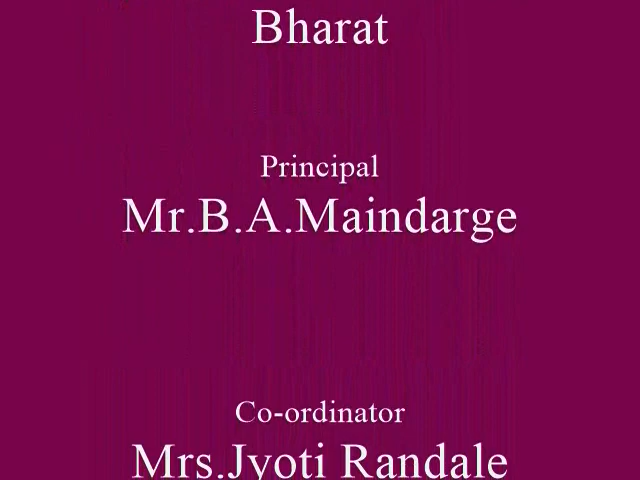 Bharat
Principal
Mr.B.A.Maindarge
Co-ordinator
Mrs.Jyoti Randale